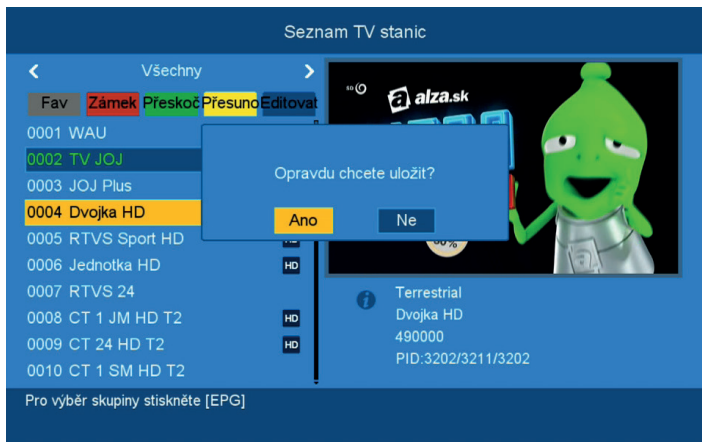 Seznam TV stanic
Všechny
Fav Zámek Přeskoč Přesuno Editovat
0001 WAU
0002 TV JOJ
0003 JOJ Plus
0004 Dvojka HD
0005 RTVS Sport HD
0006 Jednotka HD HD
0007 RTVS 24
0008 CT 1 JM HD T2 HD
0009 CT 24 HD T2 HD
0010 CT 1 SM HD T2
Opravdu chcete uložit?
Ano Ne
alza.sk
Terrestrial
Dvojka HD
490000
PID:3202/3211/3202
Pro výběr skupiny stiskněte [EPG]